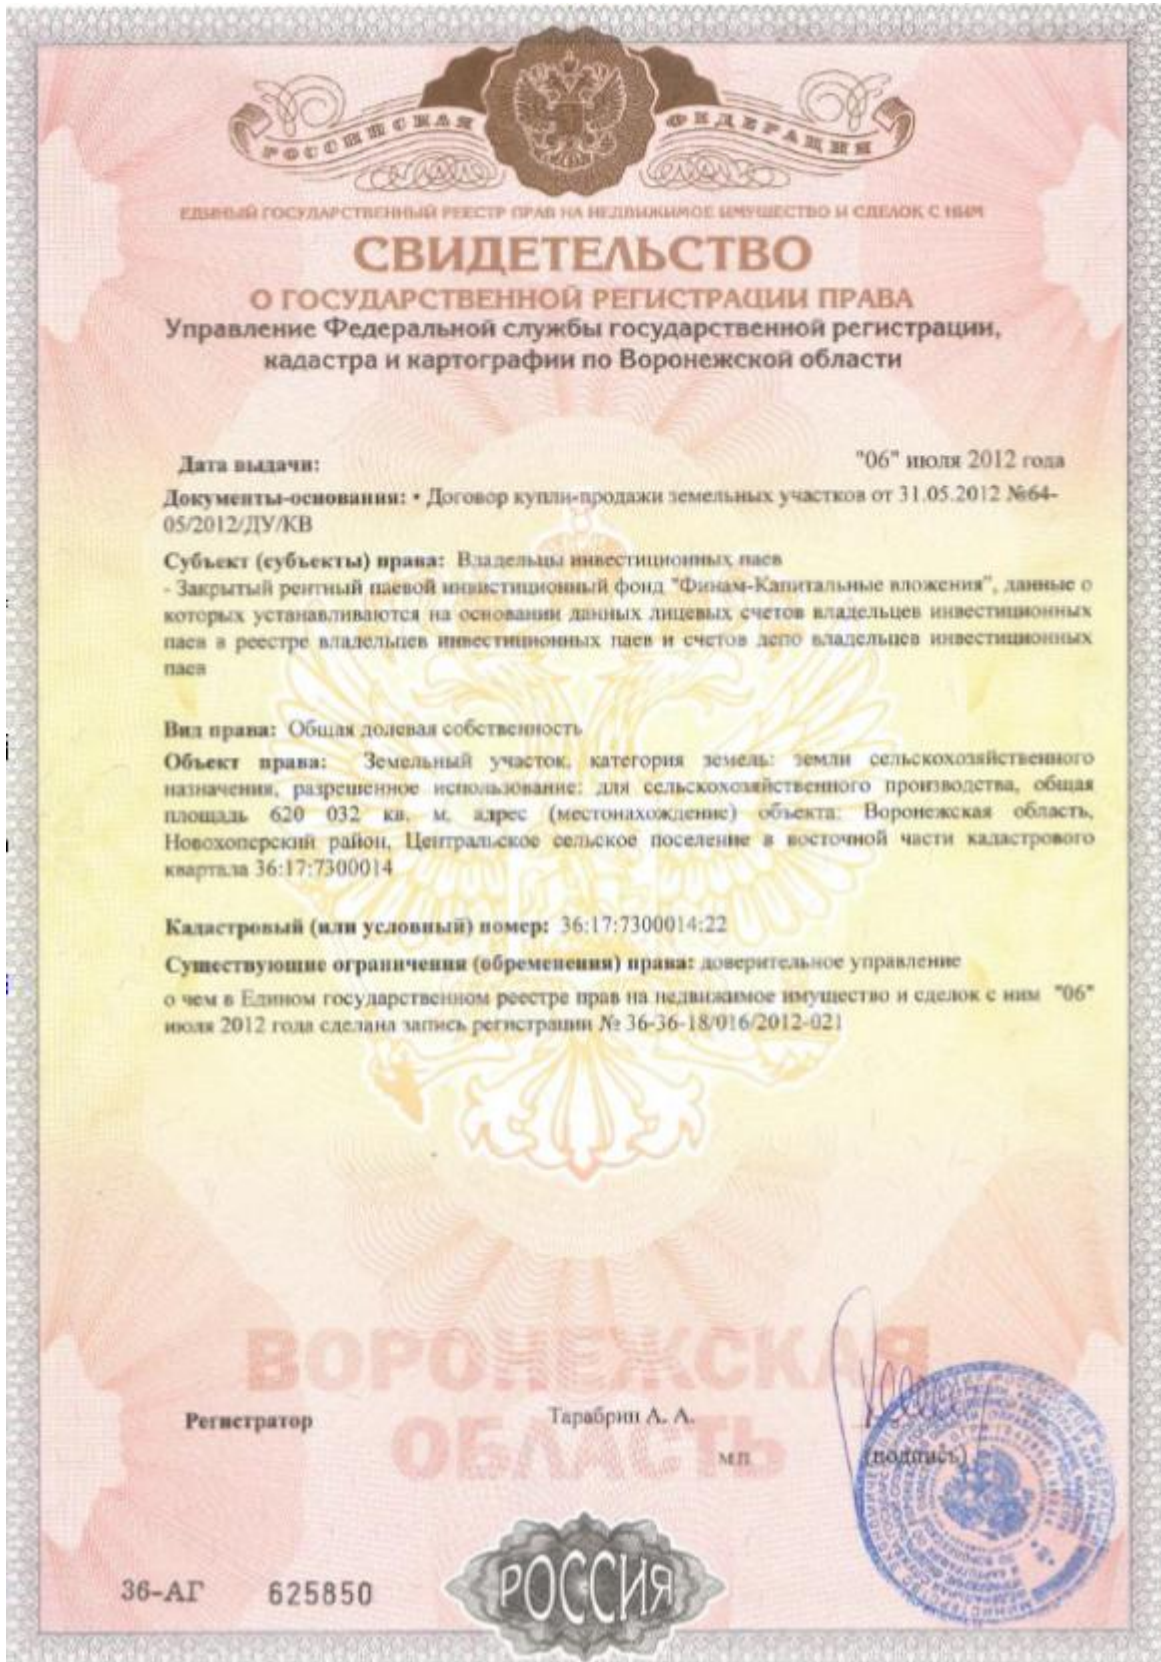 РОССИЙСКАЯ ФЕДЕРАЦИЯ
ЕДИНЫЙ ГОСУДАРСТВЕННЫЙ РЕЕСТР ПРАВ НА НЕДВИЖИМОЕ ИМУЩЕСТВО И СДЕЛОК С НИМ
СВИДЕТЕЛЬСТВО
О ГОСУДАРСТВЕННОЙ РЕГИСТРАЦИИ ПРАВА
Управление Федеральной службы государственной регистрации,
кадастра и картографии по Воронежской области
Дата выдачи: "06" июля 2012 года
Документы-основания: • Договор купли-продажи земельных участков от 31.05.2012 №64-
05/2012/ДУ/КВ
Субъект (субъекты) права: Владельцы инвестиционных паев
- Закрытый рентный паевой инвистиционный фонд "Финам-Капитальные вложения", данные о
которых устанавливаются на основании данных лицевых счетов владельцев инвестиционных
паев в реестре владельцев инвестиционных паев и счетов депо владельцев инвестиционных
паев
Вид права: Общая долевая собственность
Объект права: Земельный участок, категория земель: земли сельскохозяйственного
назначения, разрешенное использование: для сельскохозяйственного производства, общая
площадь 620 032 кв. м, адрес (местонахождение) объекта: Воронежская область,
Новохоперский район, Центральское сельское поселение в восточной части кадастрового
квартала 36:17:7300014
Кадастровый (или условный) номер: 36:17:7300014:22
Существующие ограничения (обременения) права: доверительное управление
о чем в Едином государственном реестре прав на недвижимое имущество и сделок с ним "06"
июля 2012 года сделана запись регистрации № 36-36-18/016/2012-021
ВОРОНЕЖСКАЯ
ОБЛАСТЬ
Регистратор Тарабрин А. А.
м.п. (подпись)
36-АГ 625850
РОССИЯ